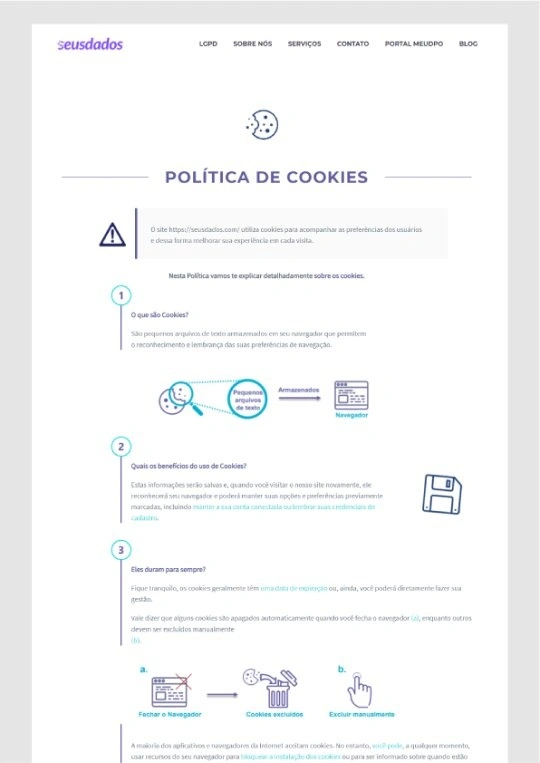 seusdados
LGPD SOBRE NÓS SERVIÇOS CONTATO PORTAL MEUDPO BLOG
POLÍTICA DE COOKIES
O site https://seusdados.com/ utiliza cookies para acompanhar as preferências dos usuários
e dessa forma melhorar sua experiência em cada visita.
Nesta Política vamos te explicar detalhadamente sobre os cookies.
1
O que são Cookies?
São pequenos arquivos de texto armazenados em seu navegador que permitem
o reconhecimento e lembrança das suas preferências de navegação.
Pequenos
arquivos
de texto
Armazenados
Navegador
2
Quais os benefícios do uso de Cookies?
Estas informações serão salvas e, quando você visitar o nosso site novamente, ele
reconhecerá seu navegador e poderá manter suas opções e preferências previamente
marcadas, incluindo manter a sua conta conectada ou lembrar suas credenciais de
cadastro.
3
Eles duram para sempre?
Fique tranquilo, os cookies geralmente têm uma data de expiração ou, ainda, você poderá diretamente fazer sua
gestão.
Vale dizer que alguns cookies são apagados automaticamente quando você fecha o navegador (a), enquanto outros
devem ser excluídos manualmente
(b).
a.
b.
Fechar o Navegador
Cookies excluídos
Excluir manualmente
A maioria dos aplicativos e navegadores da Internet aceitam cookies. No entanto, você pode, a qualquer momento,
usar recursos do seu navegador para bloquear a instalação dos cookies ou para ser informado sobre quando estão